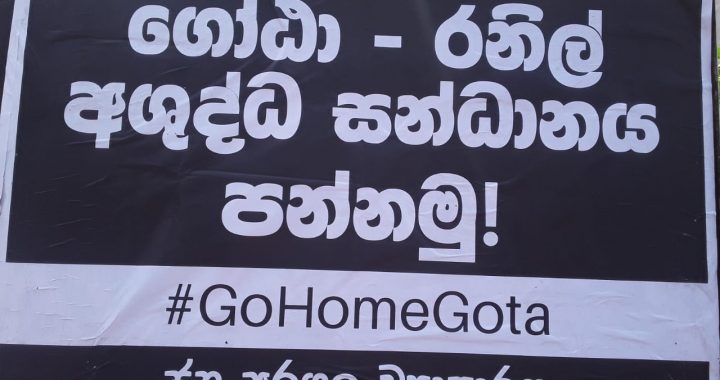 ගෝඨා - රනිල්
අශුද්ධ සන්ධානය
පන්නමු!
#GoHomeGota